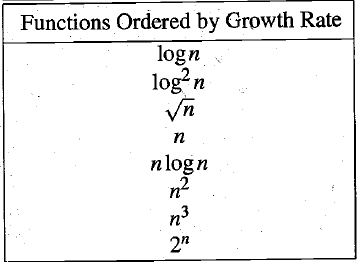 Functions Ordered by Growth Rate
log n
log² n
√n
n
n log n
n²
n³
2ⁿ